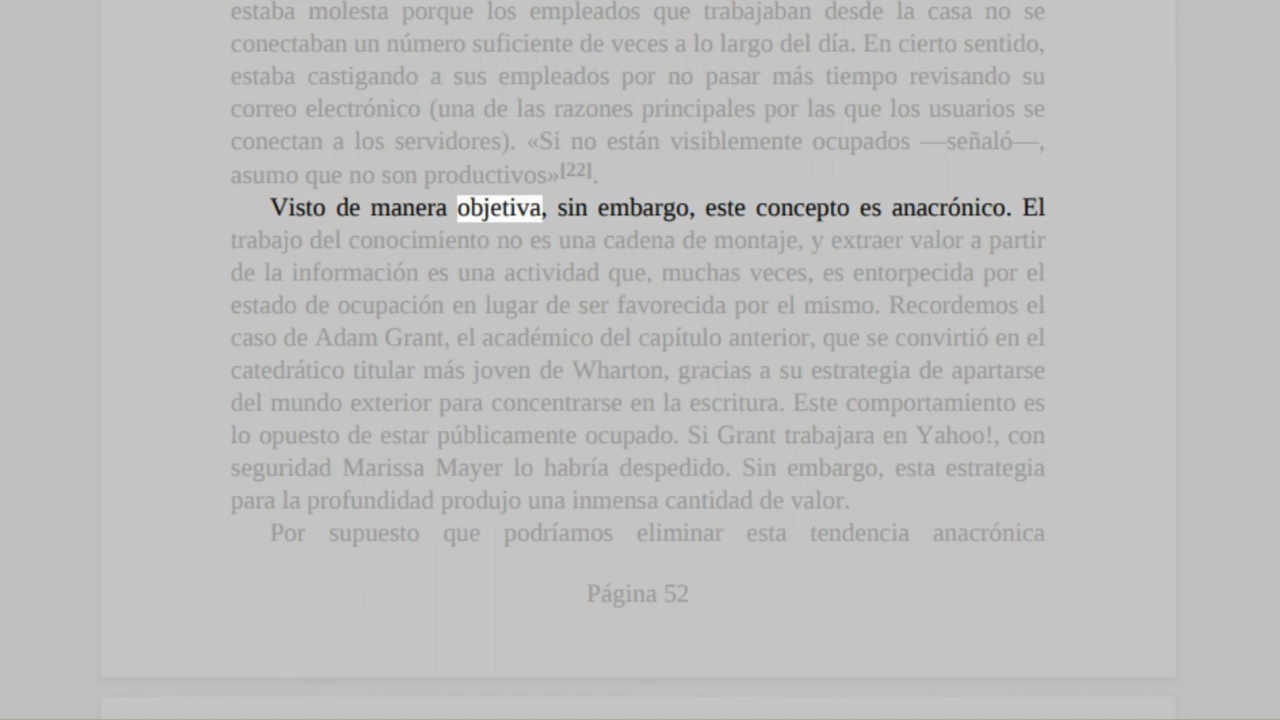 estaba molesta porque los empleados que trabajaban desde la casa no se
conectaban un número suficiente de veces a lo largo del día. En cierto sentido,
estaba castigando a sus empleados por no pasar más tiempo revisando su
correo electrónico (una de las razones principales por las que los usuarios se
conectan a los servidores). «Si no están visiblemente ocupados —señaló—,
asumo que no son productivos»[22].
Visto de manera objetiva, sin embargo, este concepto es anacrónico. El
trabajo del conocimiento no es una cadena de montaje, y extraer valor a partir
de la información es una actividad que, muchas veces, es entorpecida por el
estado de ocupación en lugar de ser favorecida por el mismo. Recordemos el
caso de Adam Grant, el académico del capítulo anterior, que se convirtió en el
catedrático titular más joven de Wharton, gracias a su estrategia de apartarse
del mundo exterior para concentrarse en la escritura. Este comportamiento es
lo opuesto de estar públicamente ocupado. Si Grant trabajara en Yahoo!, con
seguridad Marissa Mayer lo habría despedido. Sin embargo, esta estrategia
para la profundidad produjo una inmensa cantidad de valor.
Por supuesto que podríamos eliminar esta tendencia anacrónica
Página 52